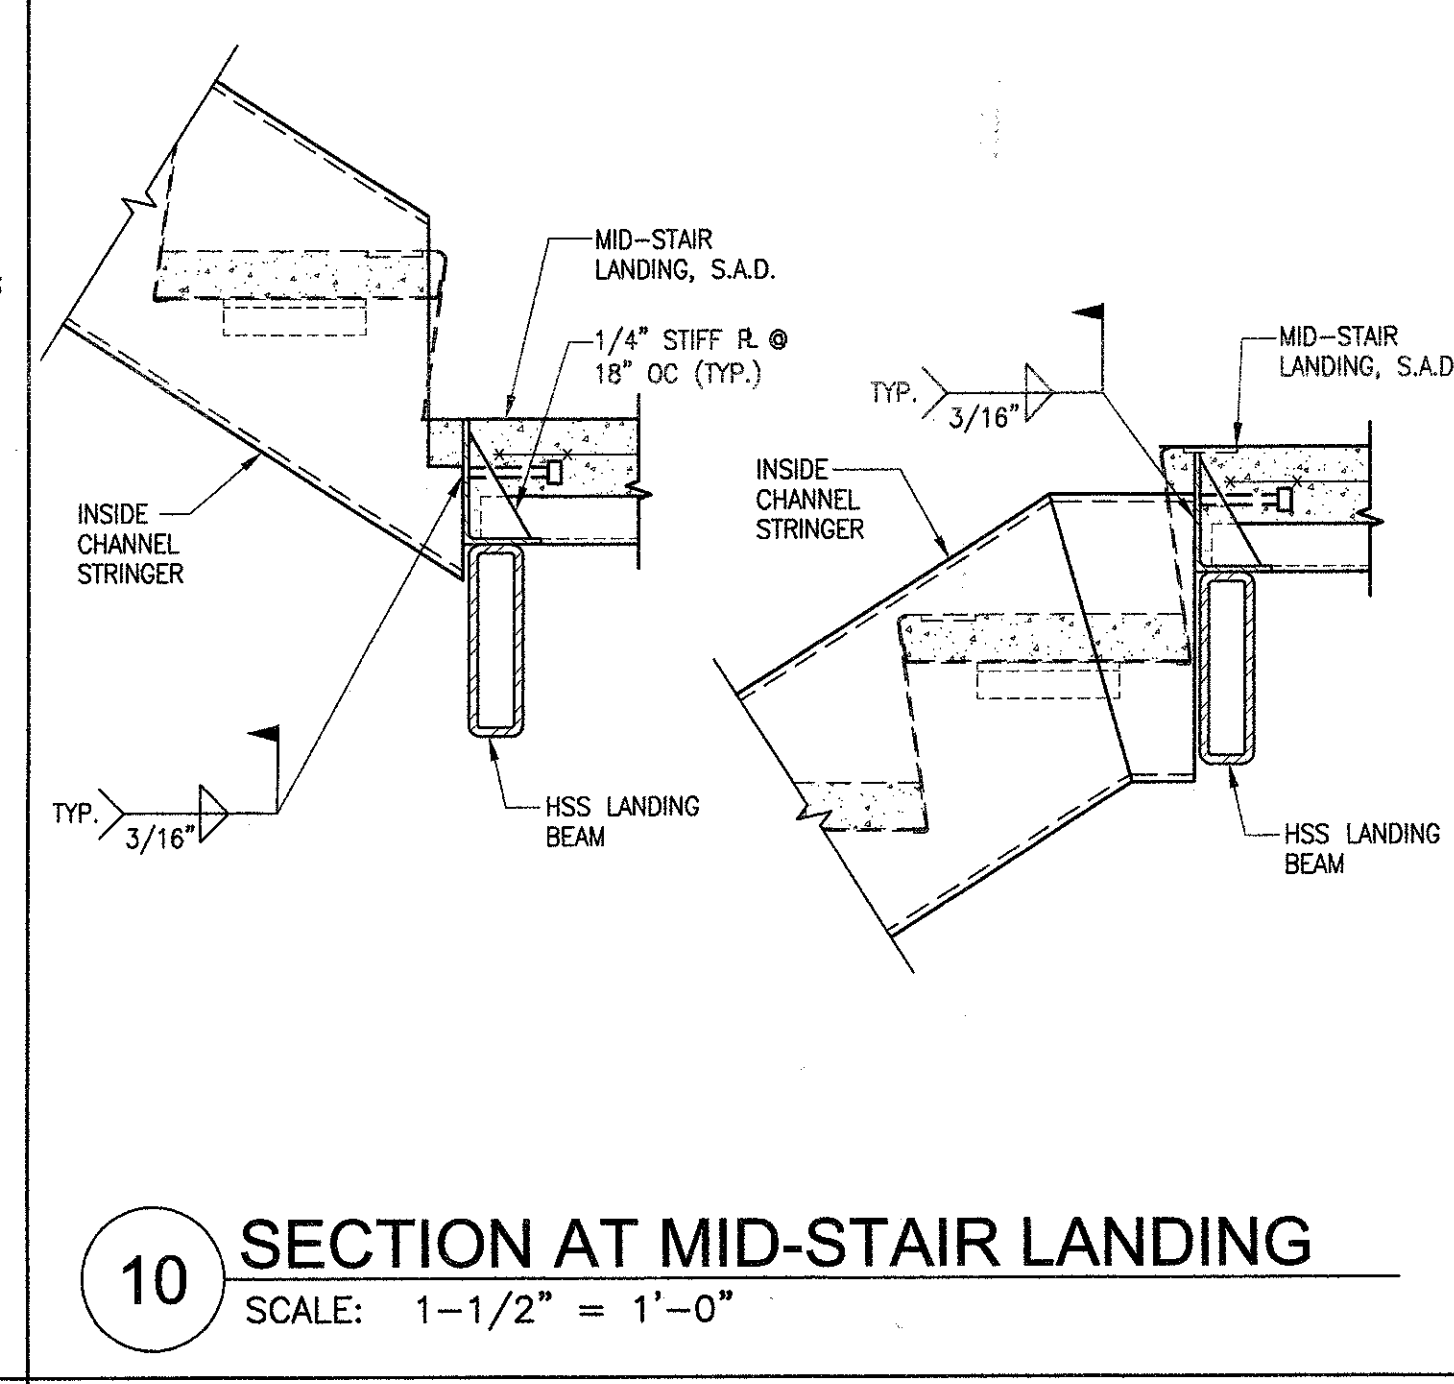 MID-STAIR
LANDING, S.A.D.
1/4" STIFF PL @
18" OC (TYP.)
INSIDE
CHANNEL
STRINGER
TYP.
3/16"
HSS LANDING
BEAM
TYP.
3/16"
MID-STAIR
LANDING, S.A.D
INSIDE
CHANNEL
STRINGER
HSS LANDING
BEAM
10
SECTION AT MID-STAIR LANDING
SCALE: 1-1/2" = 1'-0"